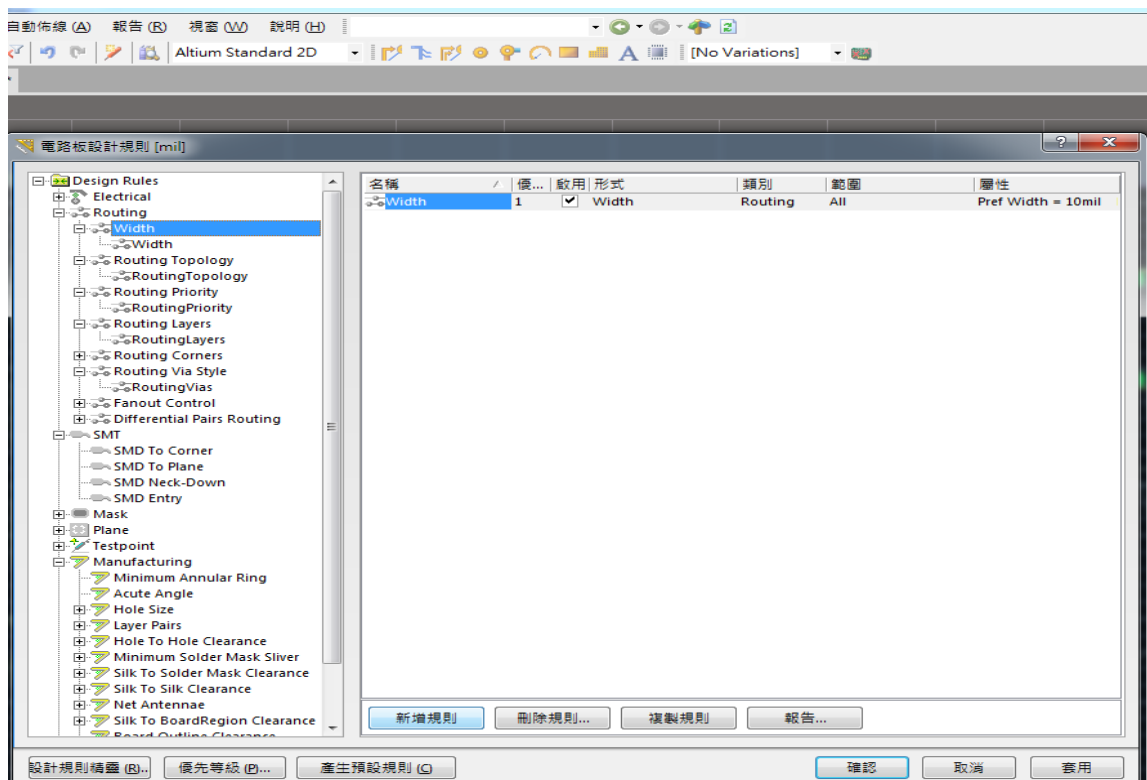 自動佈線 (A) 報告 (R) 視窗 (W) 說明 (H)
Altium Standard 2D [No Variations]
電路板設計規則 [mil]
Design Rules
Electrical
Routing
Width
Width
Routing Topology
RoutingTopology
Routing Priority
RoutingPriority
Routing Layers
RoutingLayers
Routing Corners
Routing Via Style
RoutingVias
Fanout Control
Differential Pairs Routing
SMT
SMD To Corner
SMD To Plane
SMD Neck-Down
SMD Entry
Mask
Plane
Testpoint
Manufacturing
Minimum Annular Ring
Acute Angle
Hole Size
Layer Pairs
Hole To Hole Clearance
Minimum Solder Mask Sliver
Silk To Solder Mask Clearance
Silk To Silk Clearance
Net Antennae
Silk To BoardRegion Clearance
Board Outline Clearance
名稱 優... 啟用 形式 類別 範圍 屬性
Width 1 Width Routing All Pref Width = 10mil
新增規則 刪除規則... 複製規則 報告...
設計規則精靈 (R).. 優先等級 (P)... 產生預設規則 (C) 確認 取消 套用